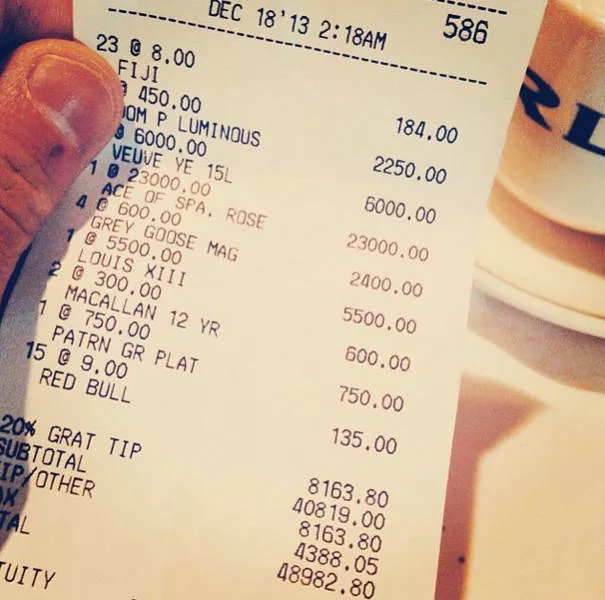 DEC 18'13 2:18AM 586
23 @ 8.00
FIJI 184.00
@ 450.00
DOM P LUMINOUS 2250.00
@ 6000.00
VEUVE YE 15L 6000.00
1 @ 23000.00
ACE OF SPA. ROSE 23000.00
4 @ 600.00
GREY GOOSE MAG 2400.00
1 @ 5500.00
LOUIS XIII 5500.00
2 @ 300.00
MACALLAN 12 YR 600.00
1 @ 750.00
PATRN GR PLAT 750.00
15 @ 9.00
RED BULL 135.00
20% GRAT TIP 8163.80
SUBTOTAL 40819.00
IP/OTHER 8163.80
AX 4388.05
TAL 48982.80
TUITY
RL